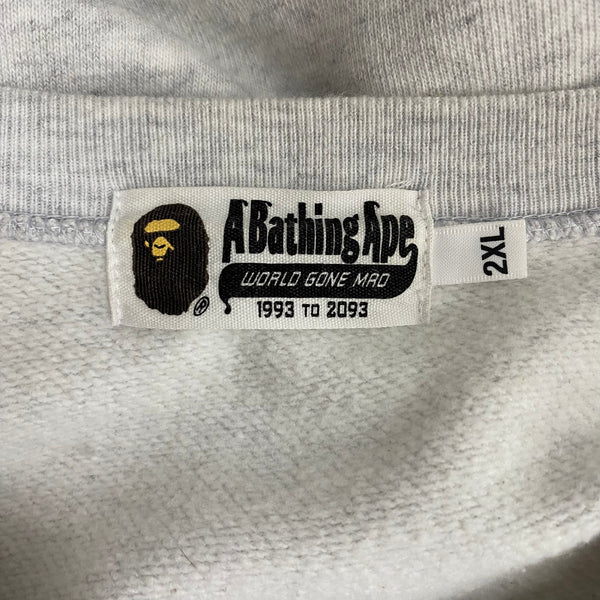 A Bathing Ape
WORLD GONE MAD
1993 TO 2093
®
2XL